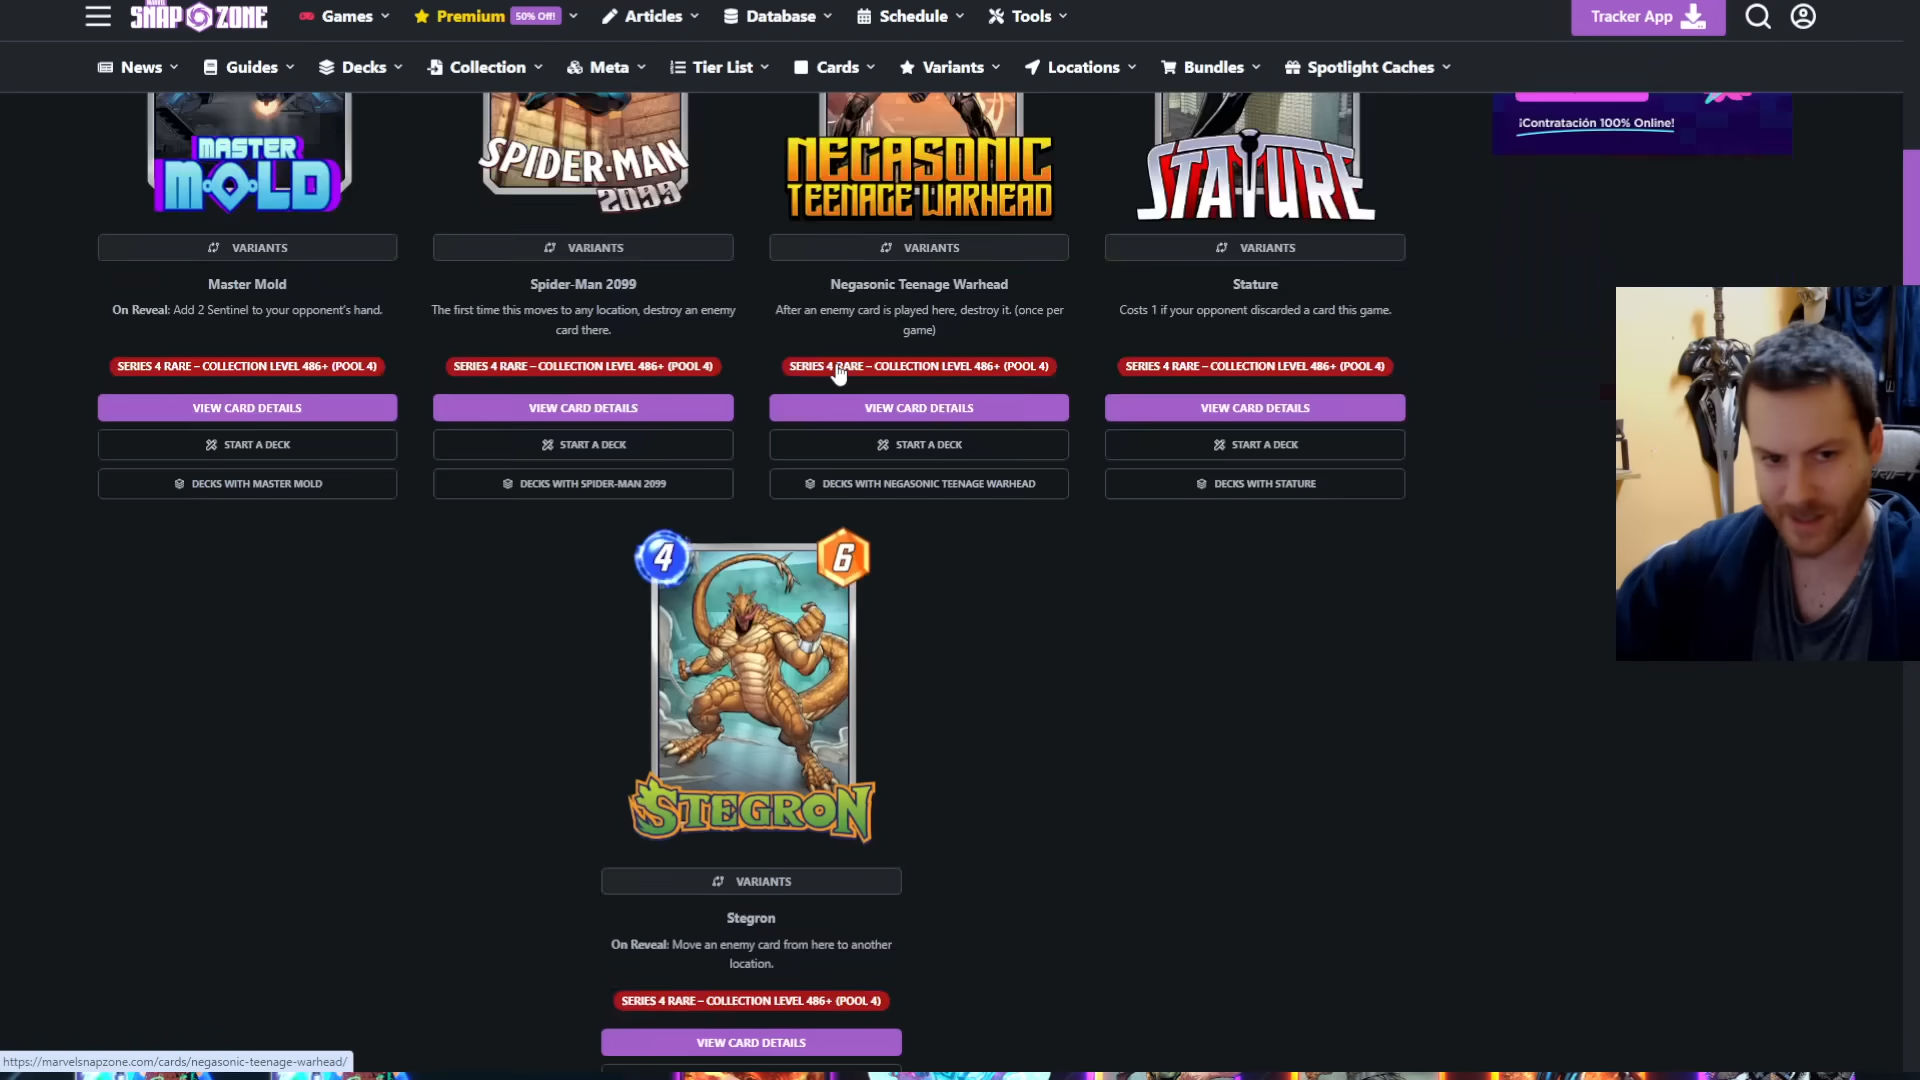 MARVEL
SNAP ZONE
Games
Premium
50% Off!
Articles
Database
Schedule
Tools
Tracker App
News
Guides
Decks
Collection
Meta
Tier List
Cards
Variants
Locations
Bundles
Spotlight Caches
¡Contratación 100% Online!
MASTER
MOLD
SPIDER-MAN
2099
NEGASONIC
TEENAGE WARHEAD
STATURE
VARIANTS
VARIANTS
VARIANTS
VARIANTS
Master Mold
Spider-Man 2099
Negasonic Teenage Warhead
Stature
On Reveal: Add 2 Sentinel to your opponent's hand.
The first time this moves to any location, destroy an enemy
card there.
After an enemy card is played here, destroy it. (once per
game)
Costs 1 if your opponent discarded a card this game.
SERIES 4 RARE – COLLECTION LEVEL 486+ (POOL 4)
SERIES 4 RARE – COLLECTION LEVEL 486+ (POOL 4)
SERIES 4 RARE – COLLECTION LEVEL 486+ (POOL 4)
SERIES 4 RARE – COLLECTION LEVEL 486+ (POOL 4)
VIEW CARD DETAILS
VIEW CARD DETAILS
VIEW CARD DETAILS
VIEW CARD DETAILS
START A DECK
START A DECK
START A DECK
START A DECK
DECKS WITH MASTER MOLD
DECKS WITH SPIDER-MAN 2099
DECKS WITH NEGASONIC TEENAGE WARHEAD
DECKS WITH STATURE
4
6
STEGRON
VARIANTS
Stegron
On Reveal: Move an enemy card from here to another
location.
SERIES 4 RARE – COLLECTION LEVEL 486+ (POOL 4)
VIEW CARD DETAILS
https://marvelsnapzone.com/cards/negasonic-teenage-warhead/